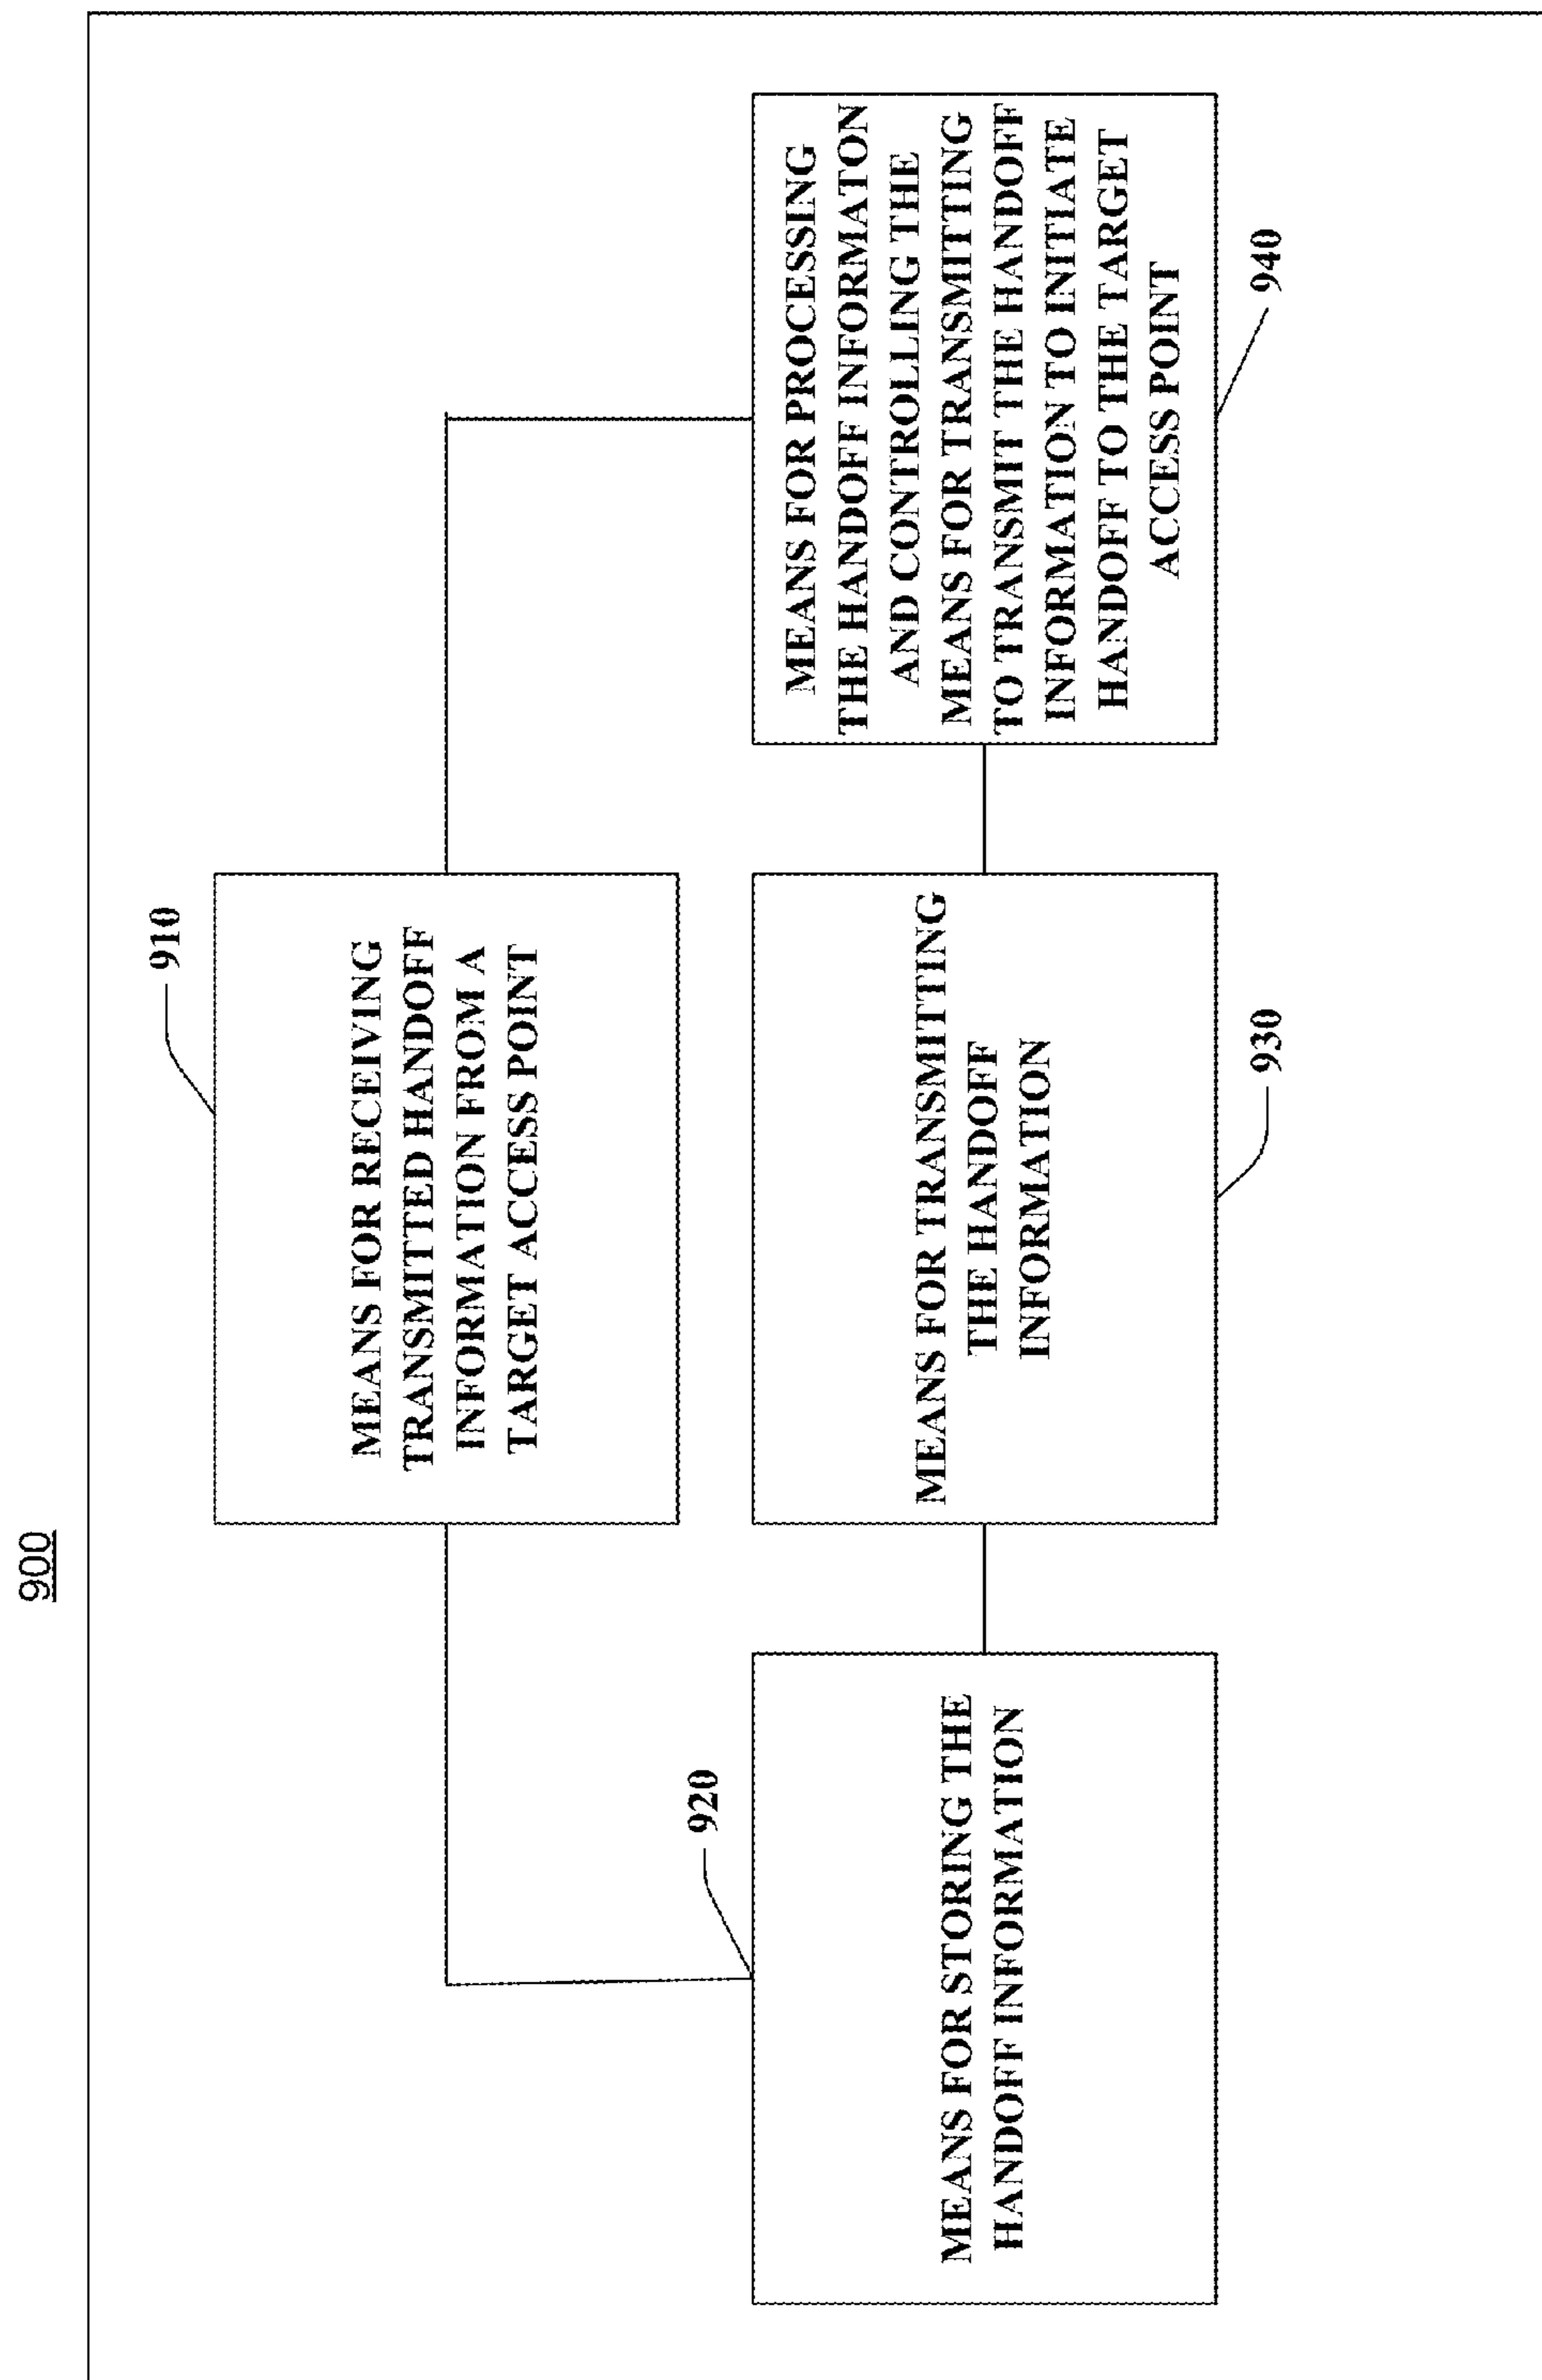 900
910
MEANS FOR RECEIVING
TRANSMITTED HANDOFF
INFORMATION FROM A
TARGET ACCESS POINT
920
MEANS FOR STORING THE
HANDOFF INFORMATION
MEANS FOR TRANSMITTING
THE HANDOFF
INFORMATION
930
MEANS FOR PROCESSING
THE HANDOFF INFORMATON
AND CONTROLLING THE
MEANS FOR TRANSMITTING
TO TRANSMIT THE HANDOFF
INFORMATION TO INITIATE
HANDOFF TO THE TARGET
ACCESS POINT
940